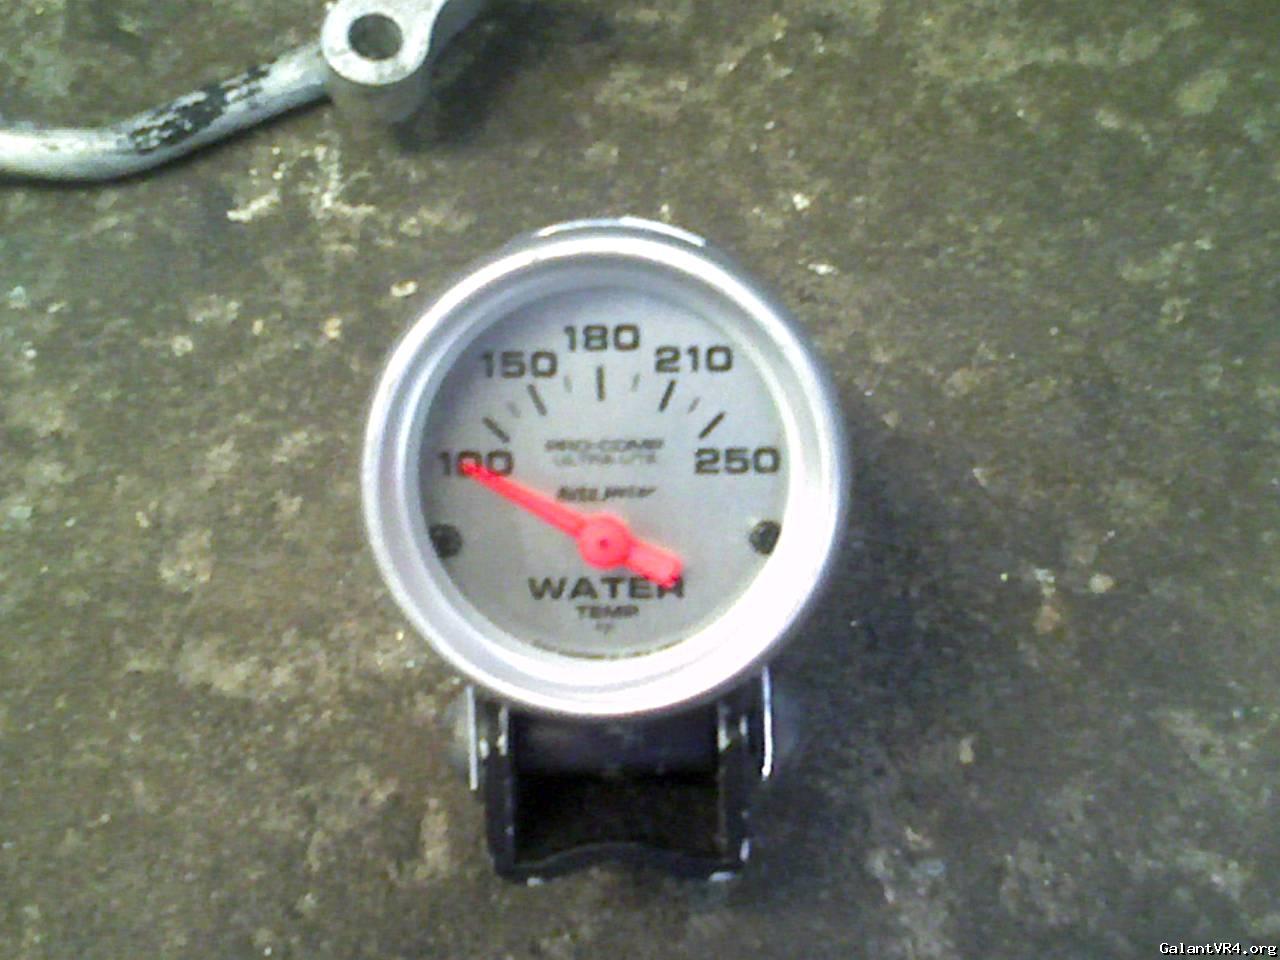 180
150
210
100
250
PRO-COMP
ULTRA-LITE
Auto Meter
WATER
TEMP
°F
GalantVR4.org